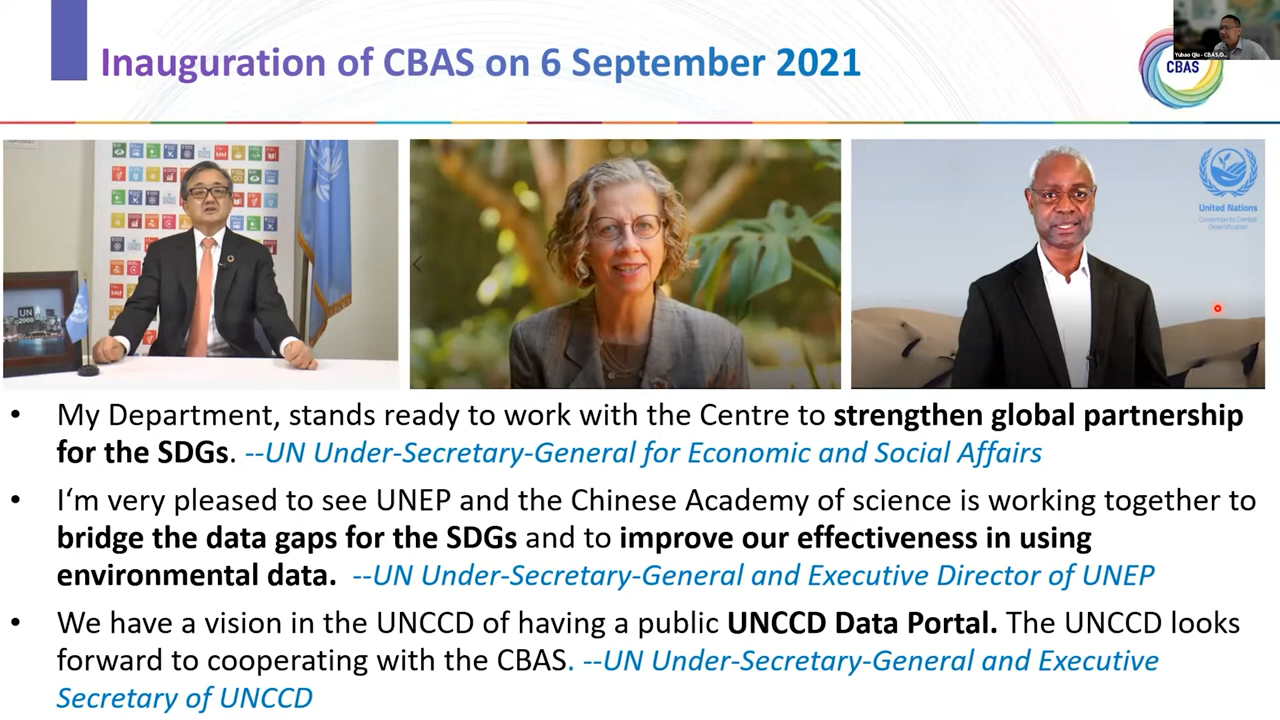 Inauguration of CBAS on 6 September 2021
CBAS
UN
United Nations
Convention to Combat
Desertification
• My Department, stands ready to work with the Centre to strengthen global partnership
for the SDGs. --UN Under-Secretary-General for Economic and Social Affairs
• I‘m very pleased to see UNEP and the Chinese Academy of science is working together to
bridge the data gaps for the SDGs and to improve our effectiveness in using
environmental data. --UN Under-Secretary-General and Executive Director of UNEP
• We have a vision in the UNCCD of having a public UNCCD Data Portal. The UNCCD looks
forward to cooperating with the CBAS. --UN Under-Secretary-General and Executive
Secretary of UNCCD